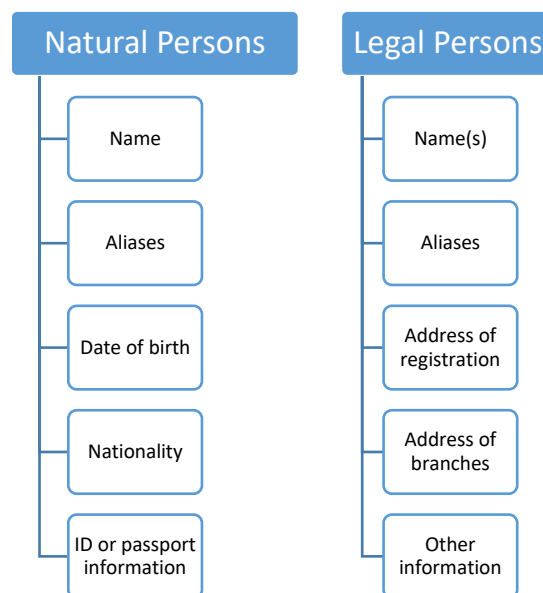 Natural Persons
Name
Aliases
Date of birth
Nationality
ID or passport
information
Legal Persons
Name(s)
Aliases
Address of
registration
Address of
branches
Other
information